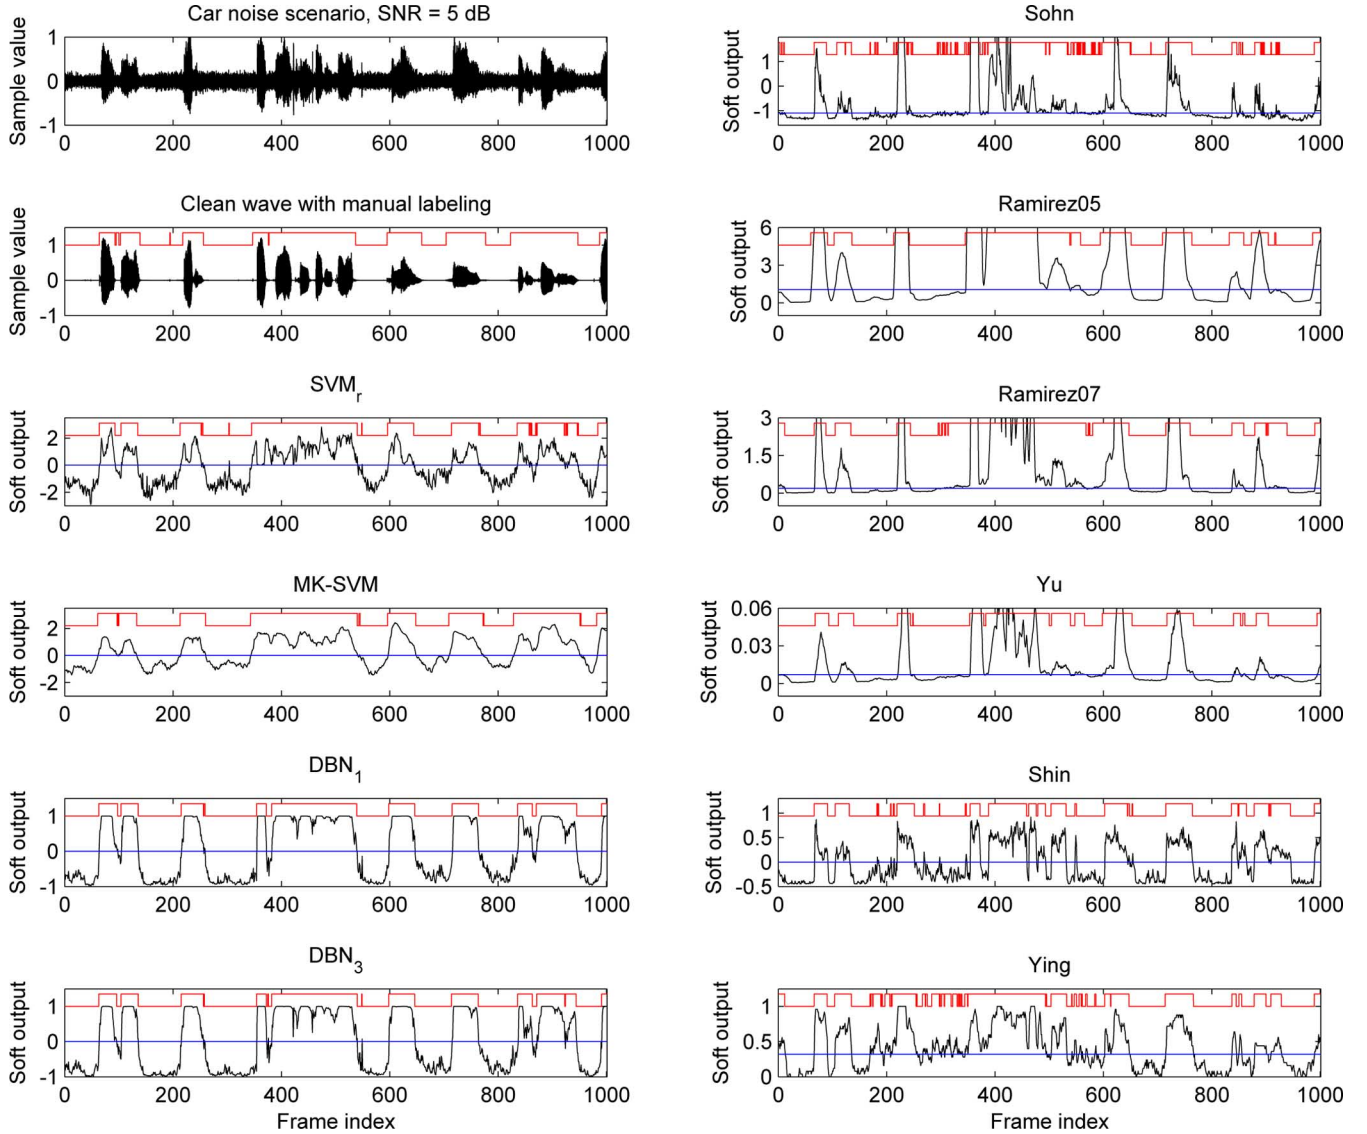 Car noise scenario, SNR = 5 dB
Sample value
1
0
-1
0 200 400 600 800 1000
Clean wave with manual labeling
Sample value
1
0
-1
0 200 400 600 800 1000
SVMr
Soft output
2
0
-2
0 200 400 600 800 1000
MK-SVM
Soft output
2
0
-2
0 200 400 600 800 1000
DBN1
Soft output
1
0
-1
0 200 400 600 800 1000
DBN3
Soft output
1
0
-1
0 200 400 600 800 1000
Frame index
Sohn
Soft output
1
0
-1
0 200 400 600 800 1000
Ramirez05
Soft output
6
3
0
0 200 400 600 800 1000
Ramirez07
Soft output
3
1.5
0
0 200 400 600 800 1000
Yu
Soft output
0.06
0.03
0
0 200 400 600 800 1000
Shin
Soft output
1
0.5
0
-0.5
0 200 400 600 800 1000
Ying
Soft output
1
0.5
0
0 200 400 600 800 1000
Frame index